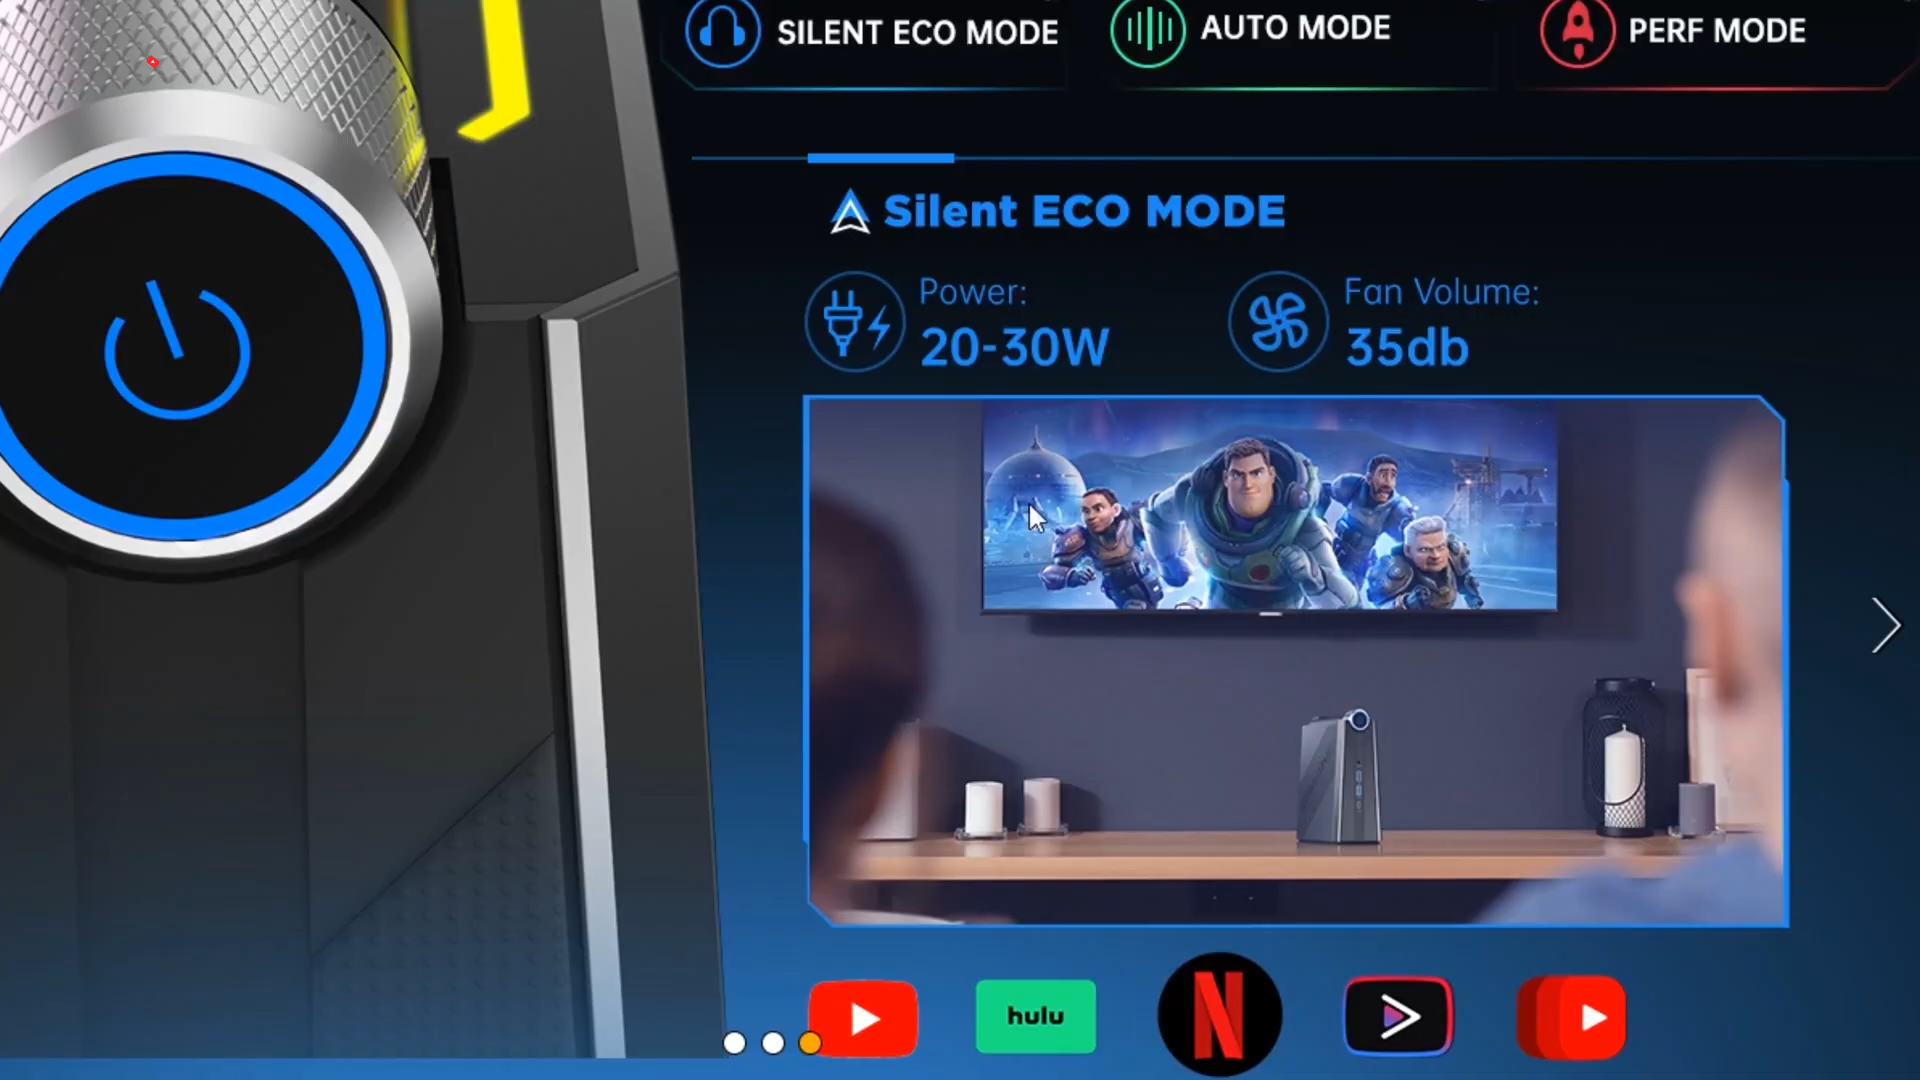 SILENT ECO MODE
AUTO MODE
PERF MODE
Silent ECO MODE
Power:
20-30W
Fan Volume:
35db
hulu
N